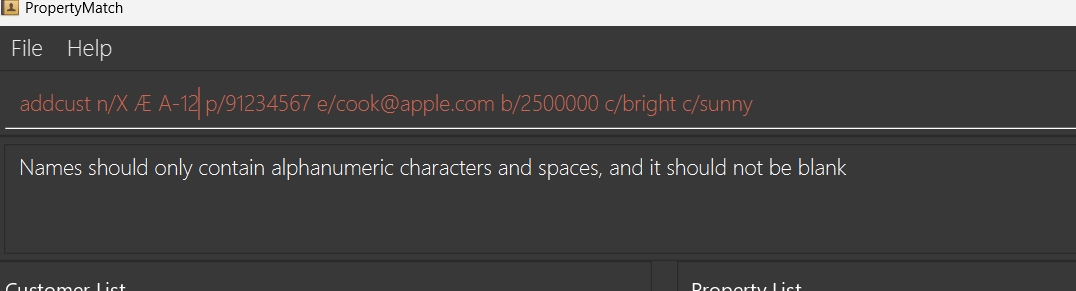 PropertyMatch
File Help
addcust n/X Æ A-12 p/91234567 e/cook@apple.com b/2500000 c/bright c/sunny
Names should only contain alphanumeric characters and spaces, and it should not be blank
Customer List Property List